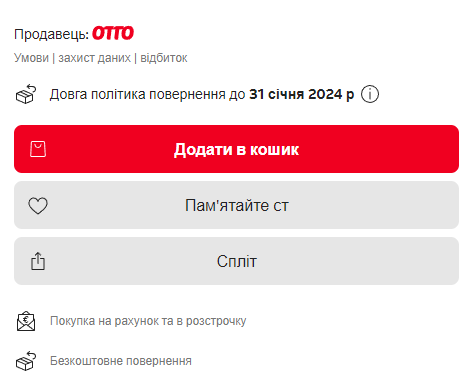 Продавець: OTTO
Умови | захист даних | відбиток
Довга політика повернення до 31 січня 2024 р
Додати в кошик
Пам'ятайте ст
Спліт
Покупка на рахунок та в розстрочку
Безкоштовне повернення